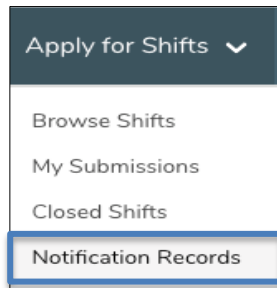 Apply for Shifts
Browse Shifts
My Submissions
Closed Shifts
Notification Records